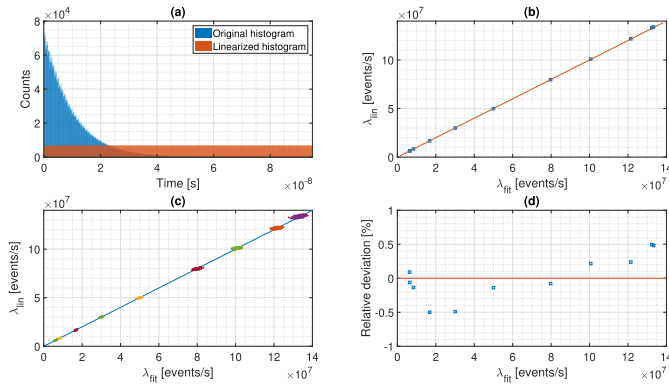 (a)
×10⁴
8
6
4
2
0
Counts
Original histogram
Linearized histogram
0 2 4 6 8
Time [s]
×10⁻⁸
(b)
×10⁷
10
5
0
λlin [events/s]
0 2 4 6 8 10 12 14
λfit [events/s]
×10⁷
(c)
×10⁷
10
5
0
λlin [events/s]
0 2 4 6 8 10 12 14
λfit [events/s]
×10⁷
(d)
1
0.5
0
-0.5
-1
Relative deviation [%]
0 2 4 6 8 10 12 14
λfit [events/s]
×10⁷